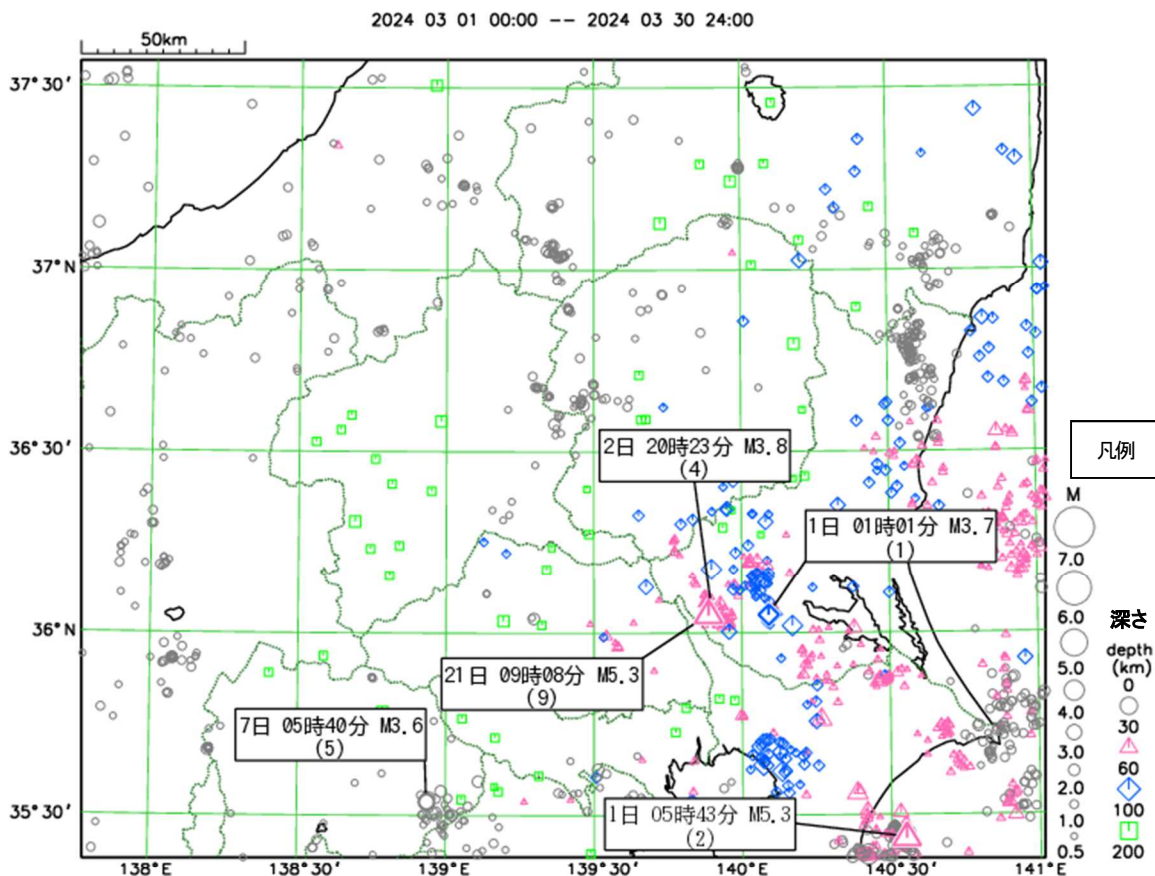 2024 03 01 00:00 -- 2024 03 30 24:00
50km
37°30′
37°N
36°30′
36°N
35°30′
138°E
138°30′E
139°E
139°30′E
140°E
140°30′E
141°E
2日 20時23分 M3.8
(4)
1日 01時01分 M3.7
(1)
21日 09時08分 M5.3
(9)
7日 05時40分 M3.6
(5)
1日 05時43分 M5.3
(2)
凡例
M
7.0
6.0
5.0
4.0
3.0
2.0
1.0
0.5
深さ
depth
(km)
0
30
60
100
200